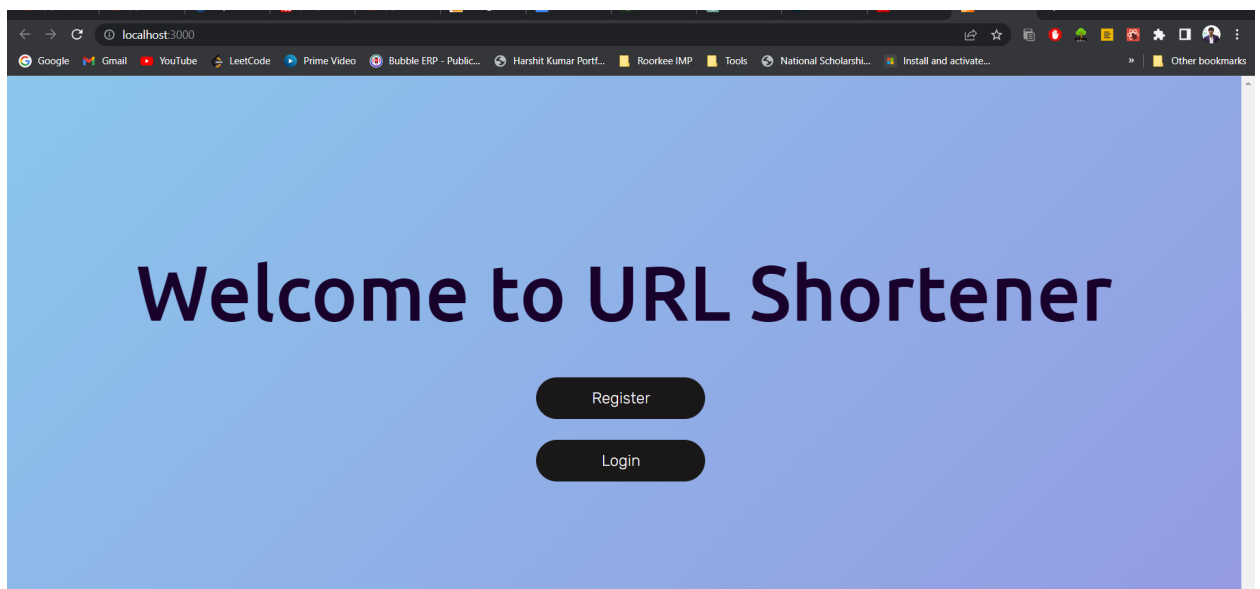 localhost:3000
Google Gmail YouTube LeetCode Prime Video Bubble ERP - Public... Harshit Kumar Portf... Roorkee IMP Tools National Scholarshi... Install and activate... » Other bookmarks
Welcome to URL Shortener
Register
Login